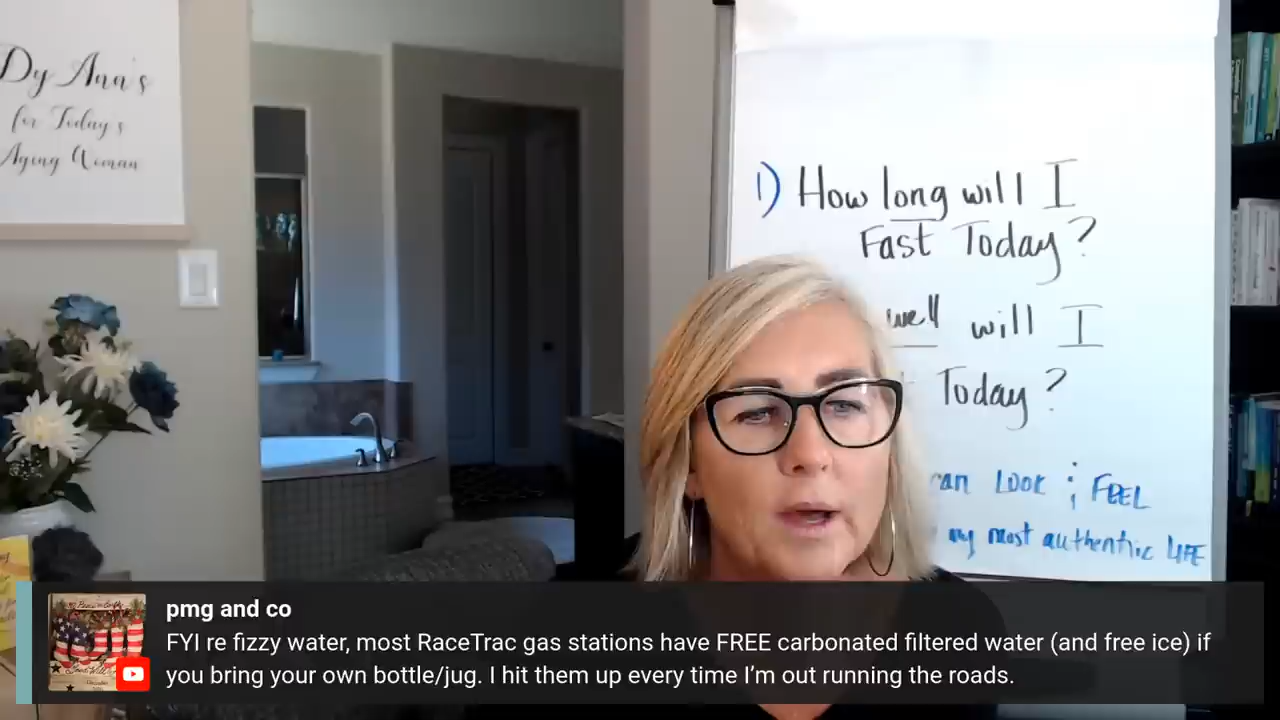 Dy Ana's
for Today's
Aging Woman
1) How long will I
Fast Today?
well will I
Today?
can Look & FEEL
my most authentic LIFE
pmg and co
FYI re fizzy water, most RaceTrac gas stations have FREE carbonated filtered water (and free ice) if
you bring your own bottle/jug. I hit them up every time I’m out running the roads.